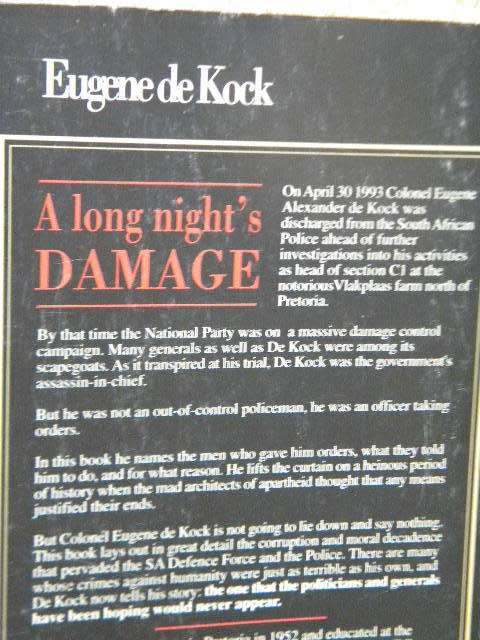 Eugene de Kock
A long night's
DAMAGE
On April 30 1993 Colonel Eugene
Alexander de Kock was
discharged from the South African
Police ahead of further
investigations into his activities
as head of section C1 at the
notorious Vlakplaas farm north of
Pretoria.
By that time the National Party was on a massive damage control
campaign. Many generals as well as De Kock were among its
scapegoats. As it transpired at his trial, De Kock was the government's
assassin-in-chief.
But he was not an out-of-control policeman, he was an officer taking
orders.
In this book he names the men who gave him orders, what they told
him to do, and for what reason. He lifts the curtain on a heinous period
of history when the mad architects of apartheid thought that any means
justified their ends.
But Colonel Eugene de Kock is not going to lie down and say nothing.
This book lays out in great detail the corruption and moral decadence
that pervaded the SA Defence Force and the Police. There are many
whose crimes against humanity were just as terrible as his own, and
De Kock now tells his story: the one that the politicians and generals
have been hoping would never appear.
Pretoria in 1952 and educated at the